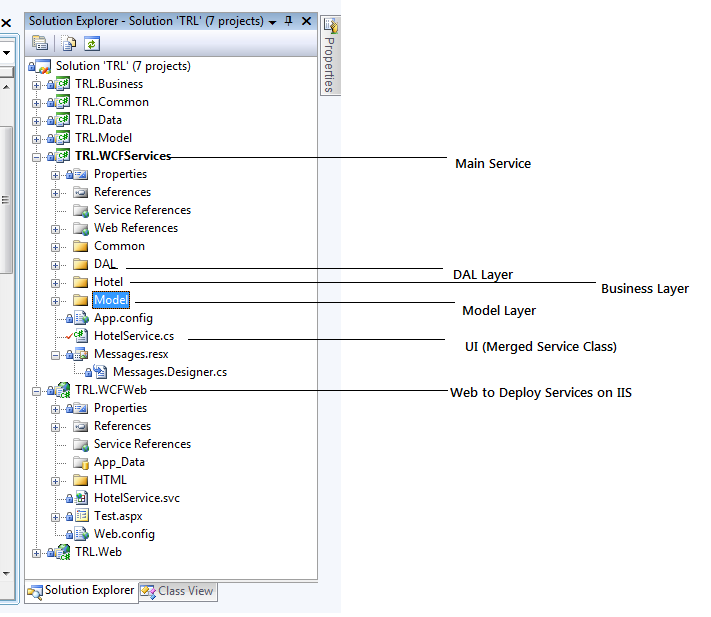 Solution Explorer - Solution 'TRL' (7 projects)
Properties
Solution 'TRL' (7 projects)
TRL.Business
TRL.Common
TRL.Data
TRL.Model
TRL.WCFServices
Main Service
Properties
References
Service References
Web References
Common
DAL
DAL Layer
Hotel
Business Layer
Model
Model Layer
App.config
HotelService.cs
UI (Merged Service Class)
Messages.resx
Messages.Designer.cs
TRL.WCFWeb
Web to Deploy Services on IIS
Properties
References
Service References
App_Data
HTML
HotelService.svc
Test.aspx
Web.config
TRL.Web
Solution Explorer
Class View